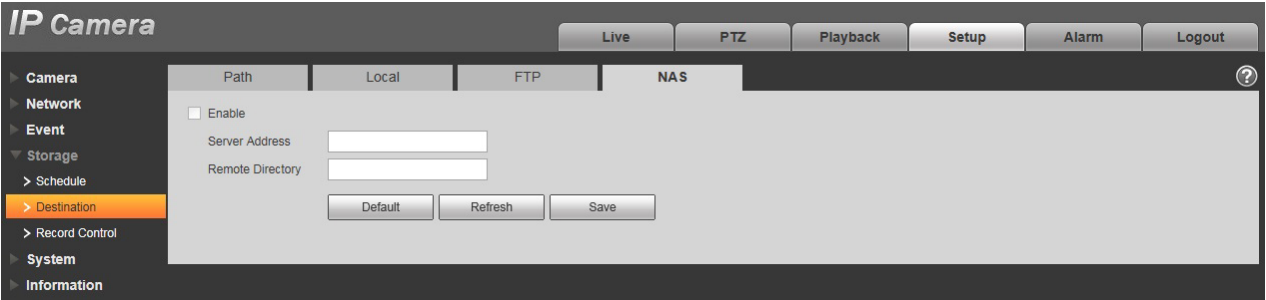 IP Camera
Live PTZ Playback Setup Alarm Logout
Camera
Network
Event
Storage
> Schedule
> Destination
> Record Control
System
Information
Path Local FTP NAS ?
Enable
Server Address
Remote Directory
Default Refresh Save